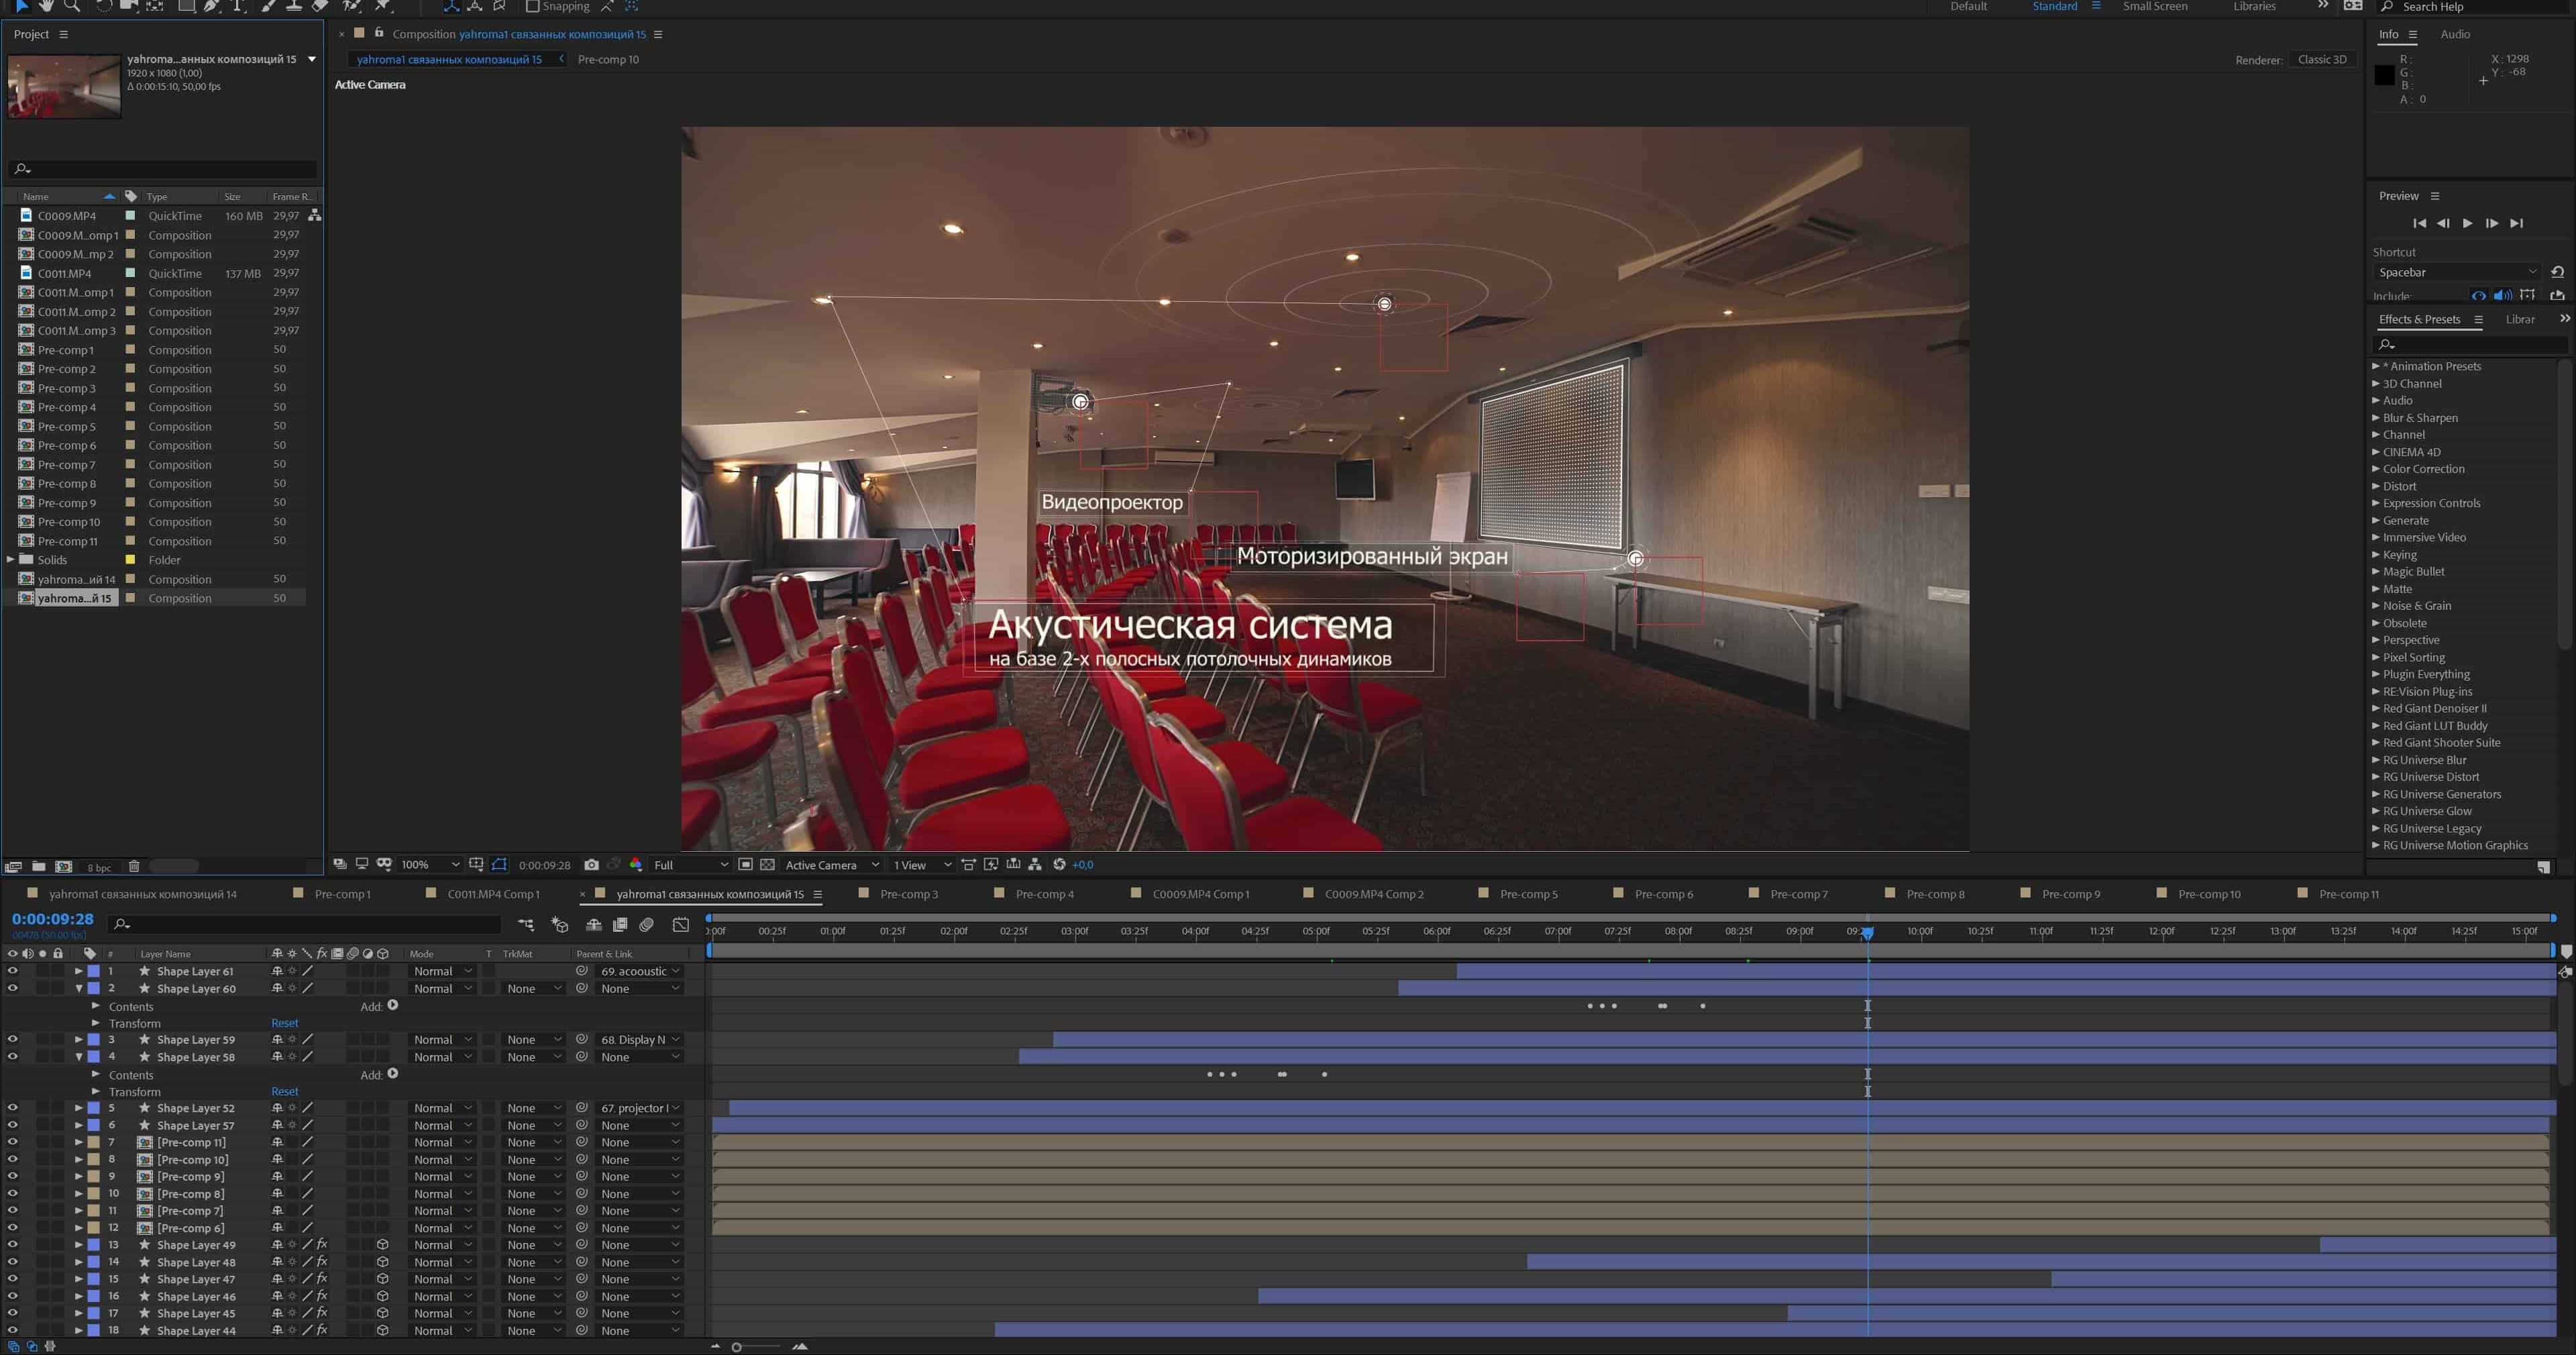 Snapping
Default
Standard
Small Screen
Libraries
Search Help
Project
yahroma...анных композиций 15
1920 x 1080 (1,00)
Δ 0:00:15:10, 50,00 fps
Name Type Size Frame R...
C0009.MP4 QuickTime 160 MB 29,97
C0009.M...omp 1 Composition 29,97
C0009.M...mp 2 Composition 29,97
C0011.MP4 QuickTime 137 MB 29,97
C0011.M...omp 1 Composition 29,97
C0011.M...omp 2 Composition 29,97
C0011.M...omp 3 Composition 29,97
Pre-comp 1 Composition 50
Pre-comp 2 Composition 50
Pre-comp 3 Composition 50
Pre-comp 4 Composition 50
Pre-comp 5 Composition 50
Pre-comp 6 Composition 50
Pre-comp 7 Composition 50
Pre-comp 8 Composition 50
Pre-comp 9 Composition 50
Pre-comp 10 Composition 50
Pre-comp 11 Composition 50
Solids Folder
yahroma...ий 14 Composition 50
yahroma...й 15 Composition 50
8 bpc
Composition yahroma1 связанных композиций 15
yahroma1 связанных композиций 15 Pre-comp 10
Renderer: Classic 3D
Active Camera
Видеопроектор
Моторизированный экран
Акустическая система
на базе 2-х полосных потолочных динамиков
100% 0:00:09:28 Full Active Camera 1 View +0,0
Info Audio
R: X: 1298
G: Y: -68
B:
A: 0
Preview
Shortcut
Spacebar
Include:
Effects & Presets Librar
* Animation Presets
3D Channel
Audio
Blur & Sharpen
Channel
CINEMA 4D
Color Correction
Distort
Expression Controls
Generate
Immersive Video
Keying
Magic Bullet
Matte
Noise & Grain
Obsolete
Perspective
Pixel Sorting
Plugin Everything
RE:Vision Plug-ins
Red Giant Denoiser II
Red Giant LUT Buddy
Red Giant Shooter Suite
RG Universe Blur
RG Universe Distort
RG Universe Generators
RG Universe Glow
RG Universe Legacy
RG Universe Motion Graphics
yahroma1 связанных композиций 14 Pre-comp 1 C0011.MP4 Comp 1 yahroma1 связанных композиций 15 Pre-comp 3 Pre-comp 4 C0009.MP4 Comp 1 C0009.MP4 Comp 2 Pre-comp 5 Pre-comp 6 Pre-comp 7 Pre-comp 8 Pre-comp 9 Pre-comp 10 Pre-comp 11
0:00:09:28
00478 (50.00 fps)
00:25f 01:00f 01:25f 02:00f 02:25f 03:00f 03:25f 04:00f 04:25f 05:00f 05:25f 06:00f 06:25f 07:00f 07:25f 08:00f 08:25f 09:00f 10:00f 10:25f 11:00f 11:25f 12:00f 12:25f 13:00f 13:25f 14:00f 14:25f 15:00f
# Layer Name Mode T TrkMat Parent & Link
1 Shape Layer 61 Normal 69. acooustic
2 Shape Layer 60 Normal None None
Contents Add:
Transform Reset
3 Shape Layer 59 Normal None 68. Display N
4 Shape Layer 58 Normal None None
Contents Add:
Transform Reset
5 Shape Layer 52 Normal None 67. projector
6 Shape Layer 57 Normal None None
7 [Pre-comp 11] Normal None None
8 [Pre-comp 10] Normal None None
9 [Pre-comp 9] Normal None None
10 [Pre-comp 8] Normal None None
11 [Pre-comp 7] Normal None None
12 [Pre-comp 6] Normal None None
13 Shape Layer 49 fx Normal None None
14 Shape Layer 48 fx Normal None None
15 Shape Layer 47 fx Normal None None
16 Shape Layer 46 fx Normal None None
17 Shape Layer 45 fx Normal None None
18 Shape Layer 44 fx Normal None None